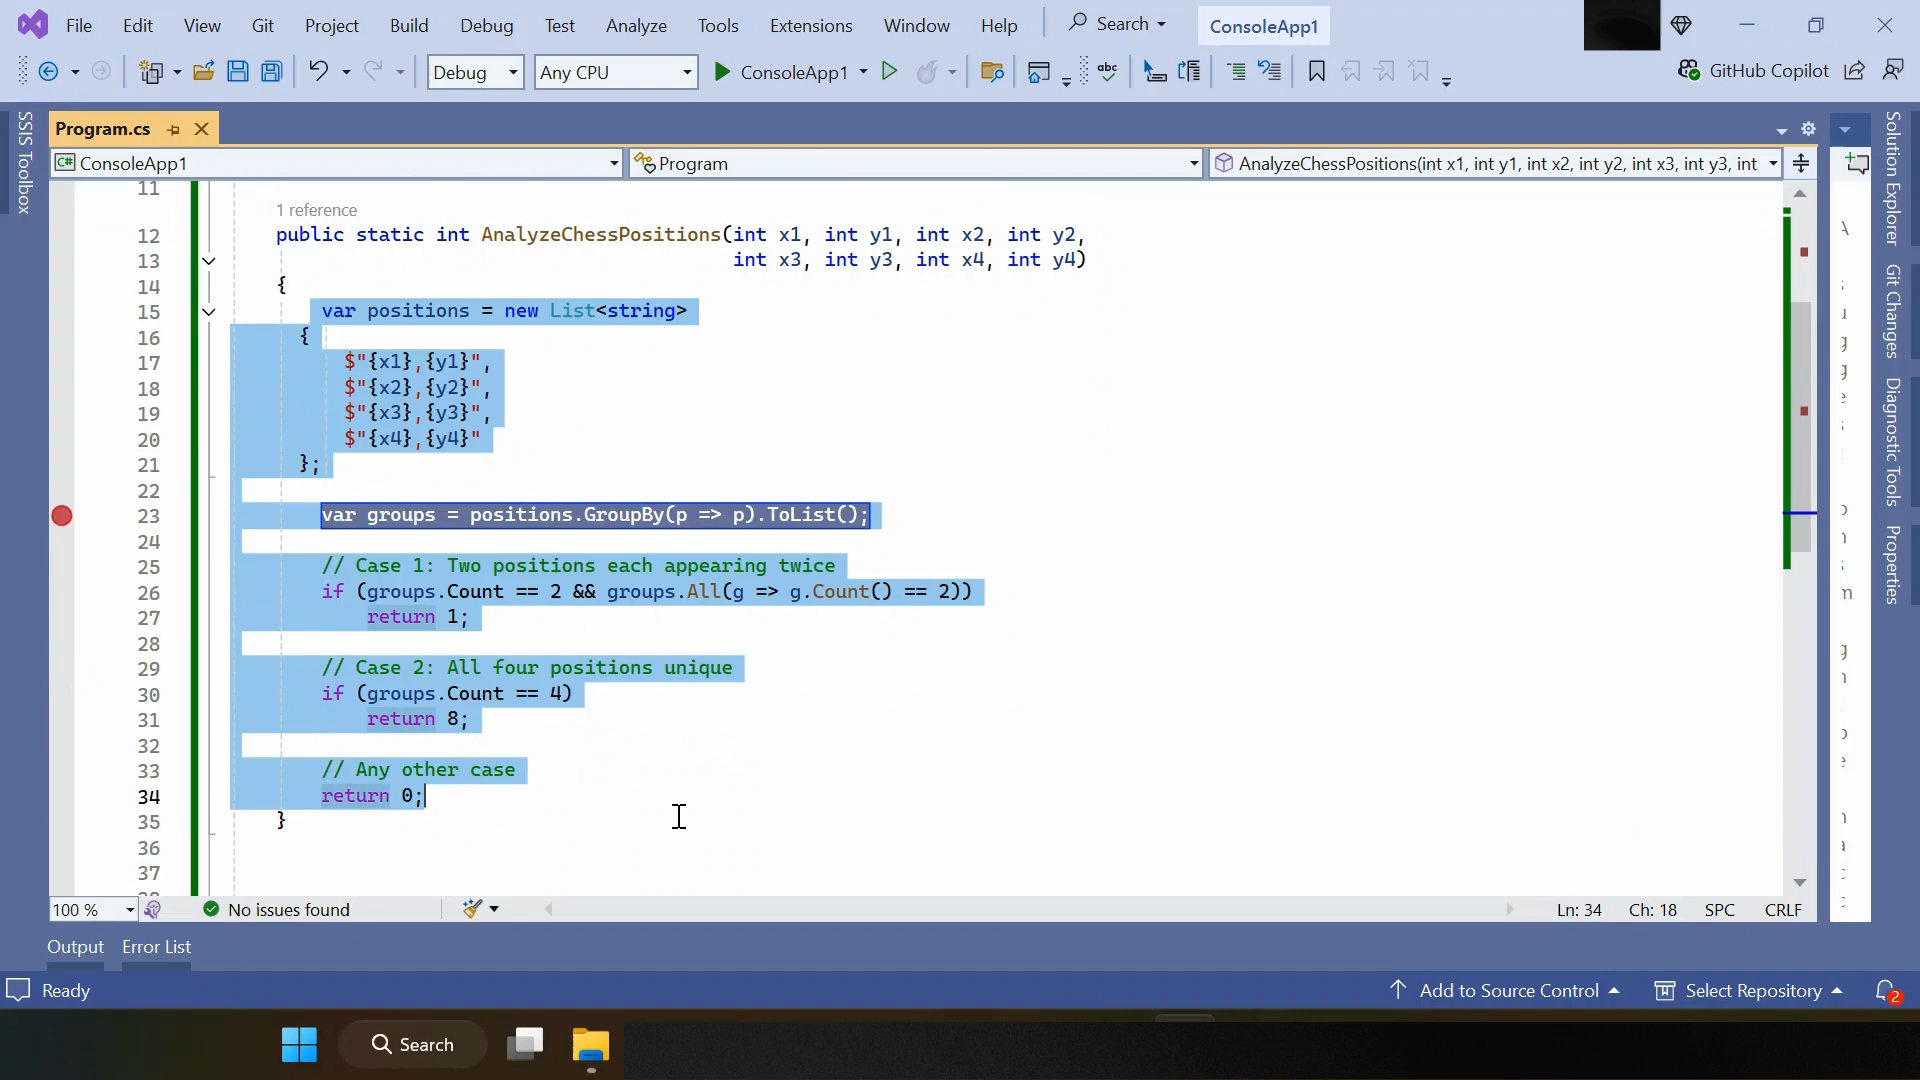 File Edit View Git Project Build Debug Test Analyze Tools Extensions Window Help Search ConsoleApp1
Debug Any CPU ConsoleApp1 abc GitHub Copilot
SSIS Toolbox
Program.cs
ConsoleApp1 Program AnalyzeChessPositions(int x1, int y1, int x2, int y2, int x3, int y3, int
11
1 reference
12 public static int AnalyzeChessPositions(int x1, int y1, int x2, int y2,
13 int x3, int y3, int x4, int y4)
14 {
15 var positions = new List<string>
16 {
17 $"{x1},{y1}",
18 $"{x2},{y2}",
19 $"{x3},{y3}",
20 $"{x4},{y4}"
21 };
22
23 var groups = positions.GroupBy(p => p).ToList();
24
25 // Case 1: Two positions each appearing twice
26 if (groups.Count == 2 && groups.All(g => g.Count() == 2))
27 return 1;
28
29 // Case 2: All four positions unique
30 if (groups.Count == 4)
31 return 8;
32
33 // Any other case
34 return 0;
35 }
36
37
Solution Explorer
Git Changes
Diagnostic Tools
Properties
100 % No issues found Ln: 34 Ch: 18 SPC CRLF
Output Error List
Ready Add to Source Control Select Repository 2
Search